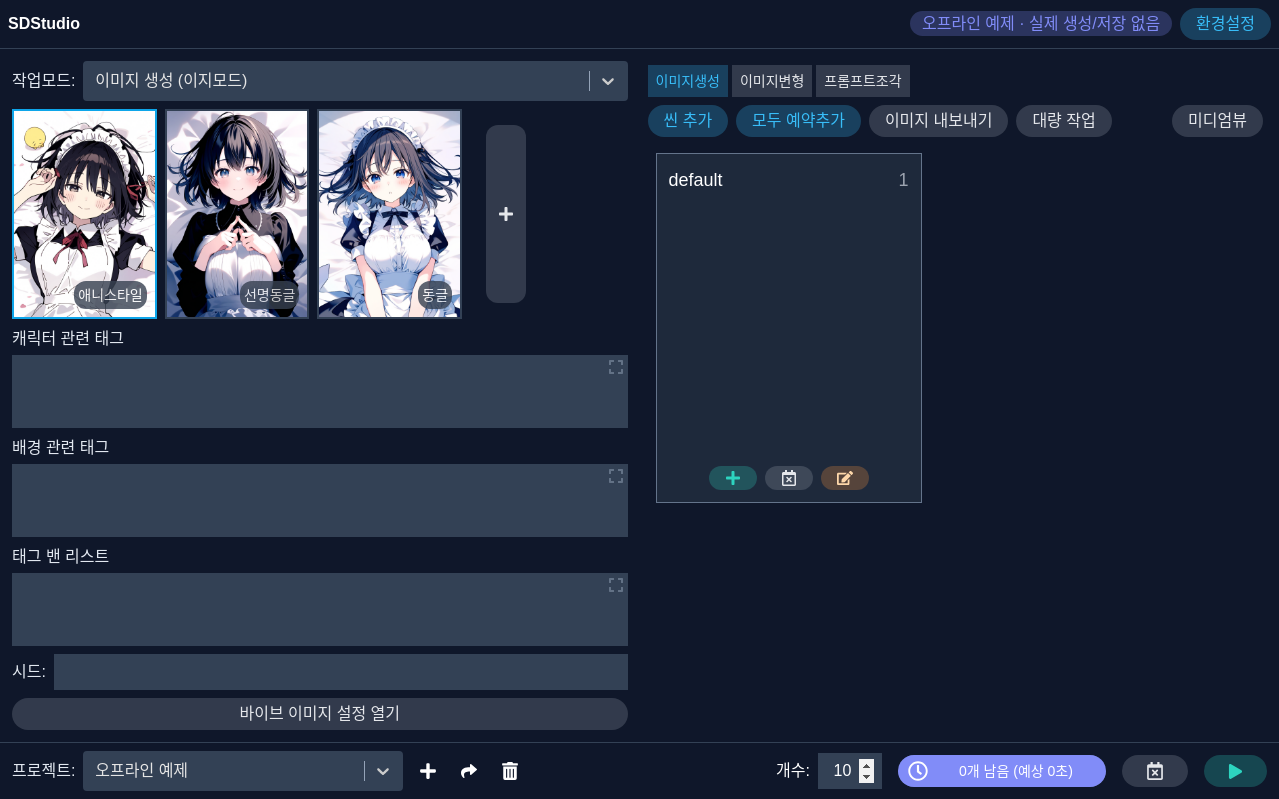 SDStudio
오프라인 예제 · 실제 생성/저장 없음
환경설정
작업모드:
이미지 생성 (이지모드)
애니스타일
선명동글
동글
캐릭터 관련 태그
배경 관련 태그
태그 밴 리스트
시드:
바이브 이미지 설정 열기
이미지생성
이미지변형
프롬프트조각
씬 추가
모두 예약추가
이미지 내보내기
대량 작업
미디엄뷰
default
1
프로젝트:
오프라인 예제
개수:
10
0개 남음 (예상 0초)